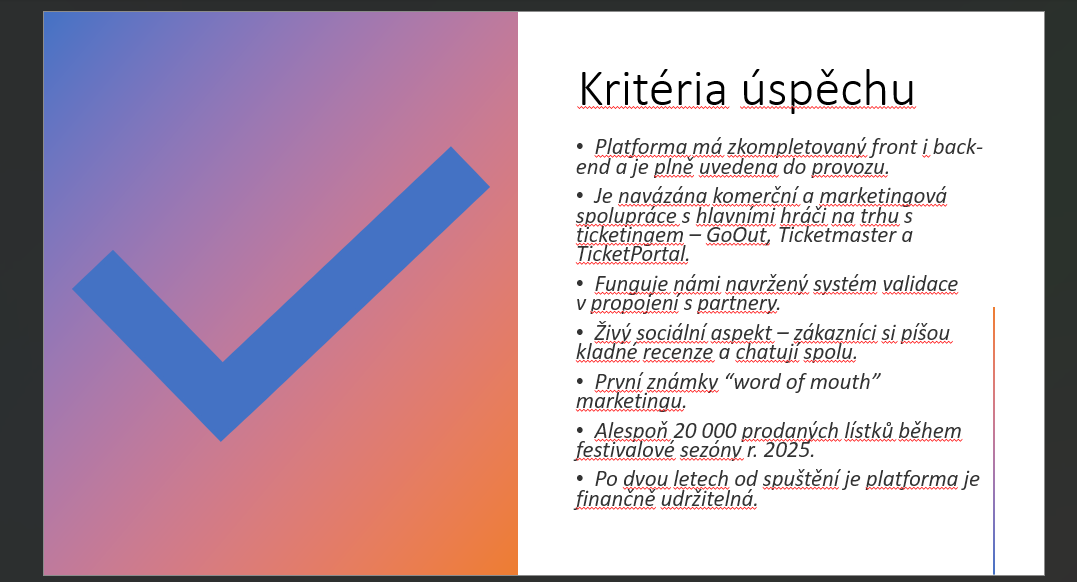 Kritéria úspěchu
• Platforma má zkompletovaný front i back-
end a je plně uvedena do provozu.
• Je navázána komerční a marketingová
spolupráce s hlavními hráči na trhu s
ticketingem – GoOut, Ticketmaster a
TicketPortal.
• Funguje námi navržený systém validace
v propojení s partnery.
• Živý sociální aspekt – zákazníci si píšou
kladné recenze a chatují spolu.
• První známky “word of mouth”
marketingu.
• Alespoň 20 000 prodaných lístků během
festivalové sezóny r. 2025.
• Po dvou letech od spuštění je platforma je
finančně udržitelná.